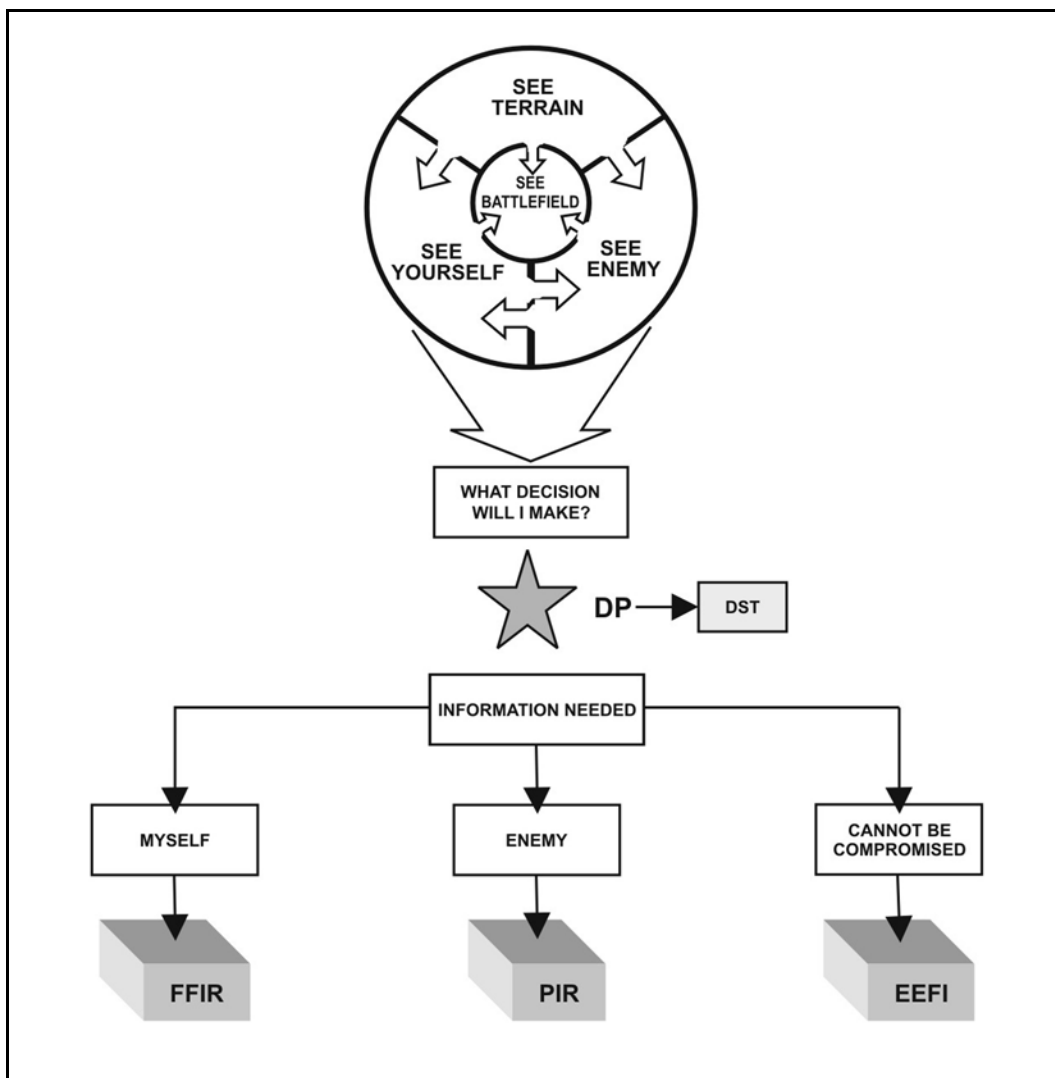 SEE
TERRAIN
SEE
BATTLEFIELD
SEE
YOURSELF
SEE
ENEMY
WHAT DECISION
WILL I MAKE?
DP
DST
INFORMATION NEEDED
MYSELF
ENEMY
CANNOT BE
COMPROMISED
FFIR
PIR
EEFI